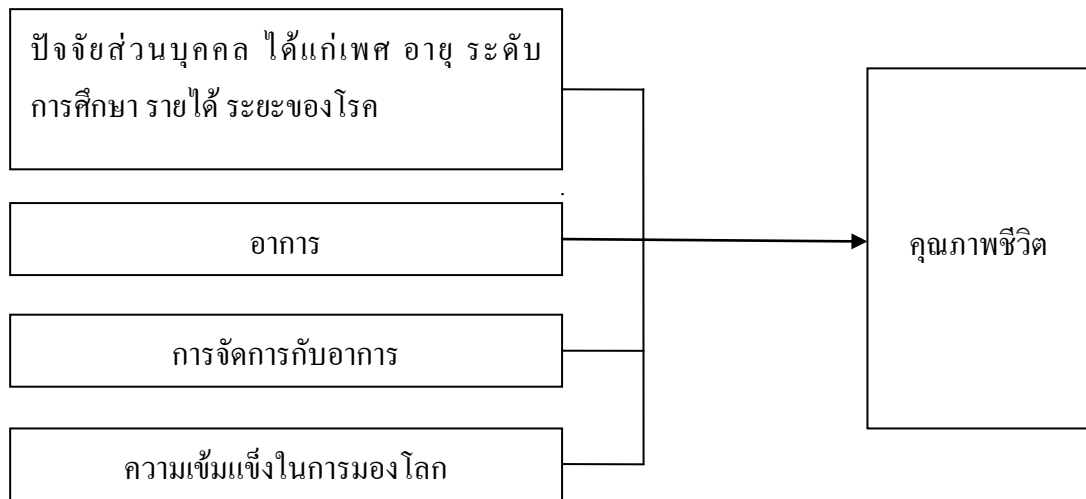 ปัจจัยส่วนบุคคล ได้แก่เพศ อายุ ระดับ
การศึกษา รายได้ ระยะของโรค
อาการ
คุณภาพชีวิต
การจัดการกับอาการ
ความเข้มแข็งในการมองโลก